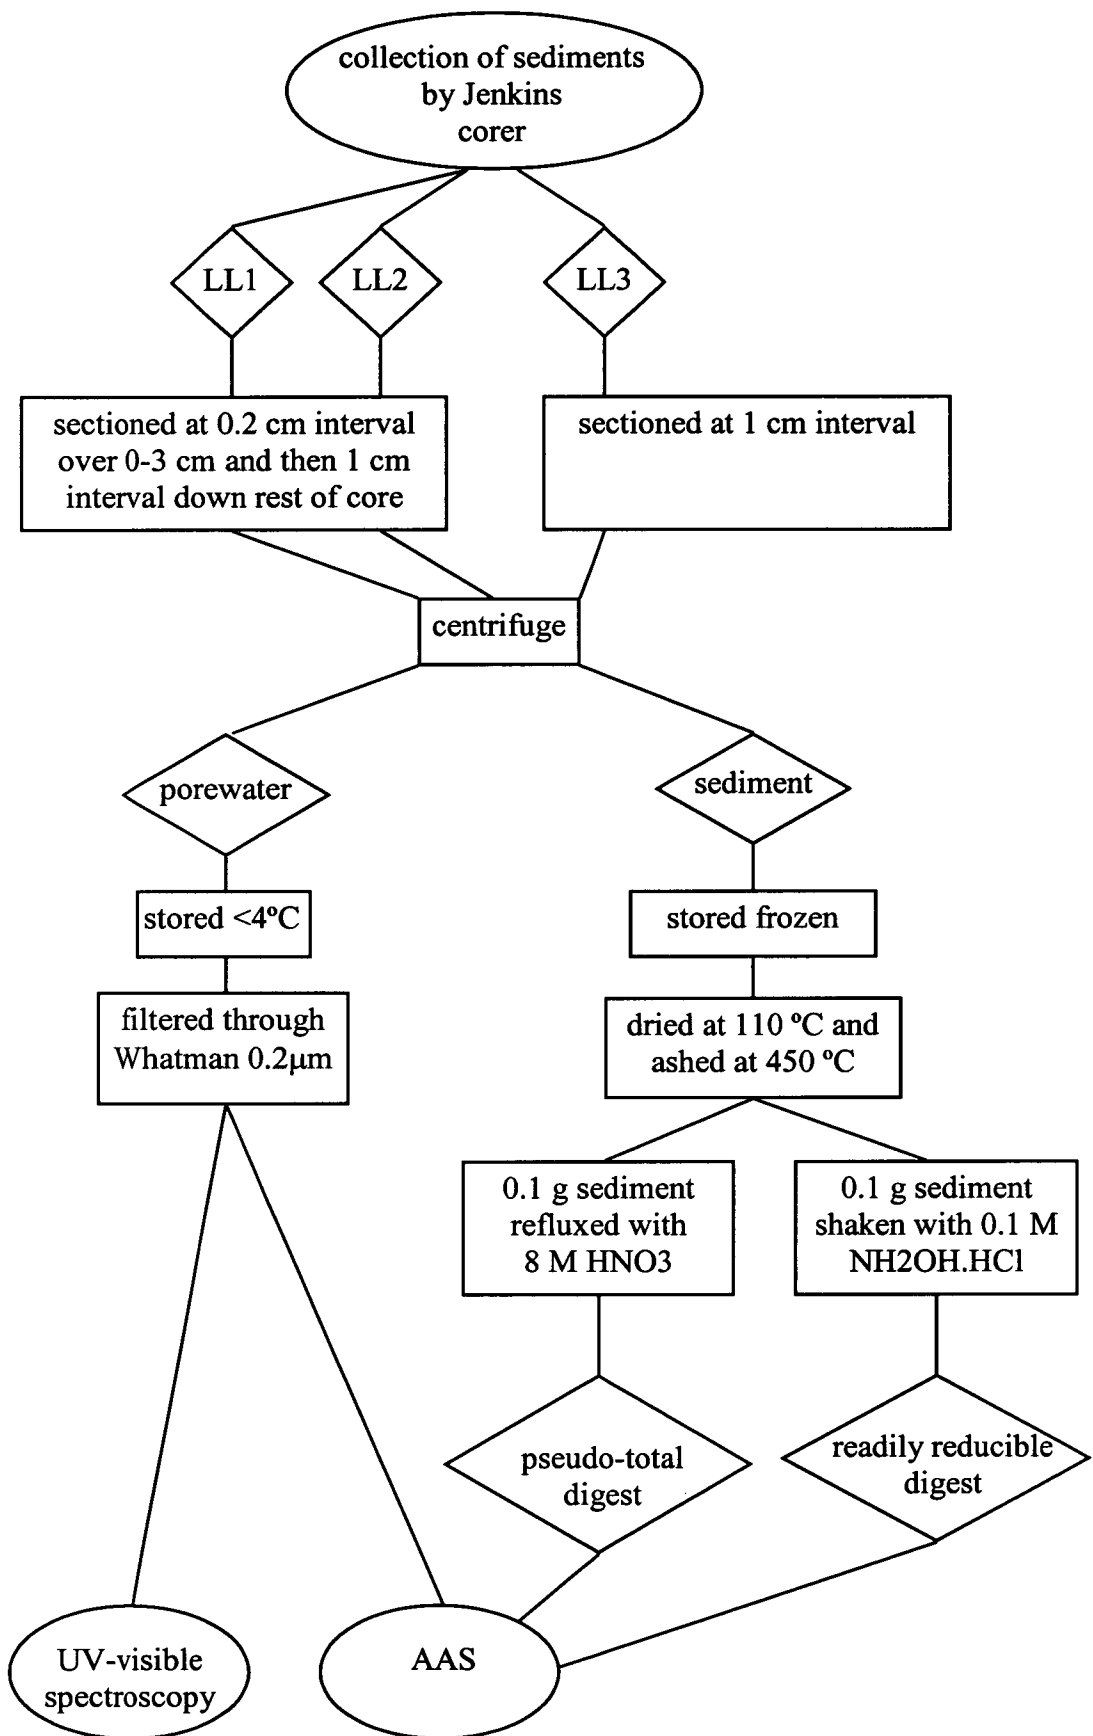 collection of sediments
by Jenkins
corer
LL1
LL2
LL3
sectioned at 0.2 cm interval
over 0-3 cm and then 1 cm
interval down rest of core
sectioned at 1 cm interval
centrifuge
porewater
sediment
stored <4ºC
stored frozen
filtered through
Whatman 0.2µm
dried at 110 ºC and
ashed at 450 ºC
0.1 g sediment
refluxed with
8 M HNO3
0.1 g sediment
shaken with 0.1 M
NH2OH.HCl
pseudo-total
digest
readily reducible
digest
UV-visible
spectroscopy
AAS